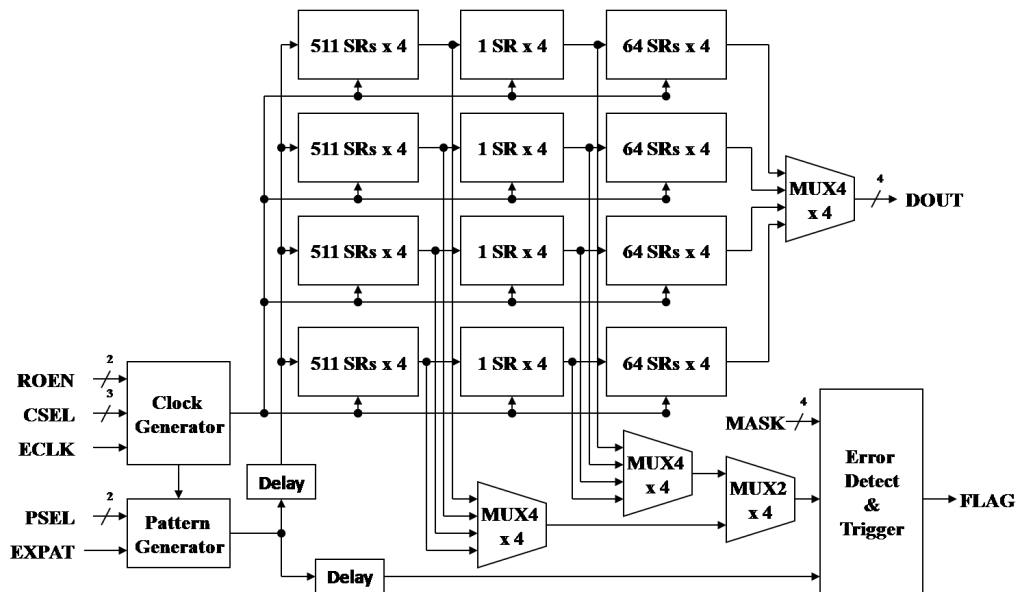 511 SRs x 4
1 SR x 4
64 SRs x 4
511 SRs x 4
1 SR x 4
64 SRs x 4
MUX4
x 4
4
DOUT
511 SRs x 4
1 SR x 4
64 SRs x 4
511 SRs x 4
1 SR x 4
64 SRs x 4
ROEN
2
CSEL
3
ECLK
Clock
Generator
MASK
4
Delay
MUX4
x 4
MUX2
x 4
Error
Detect
&
Trigger
FLAG
PSEL
2
EXPAT
Pattern
Generator
MUX4
x 4
Delay